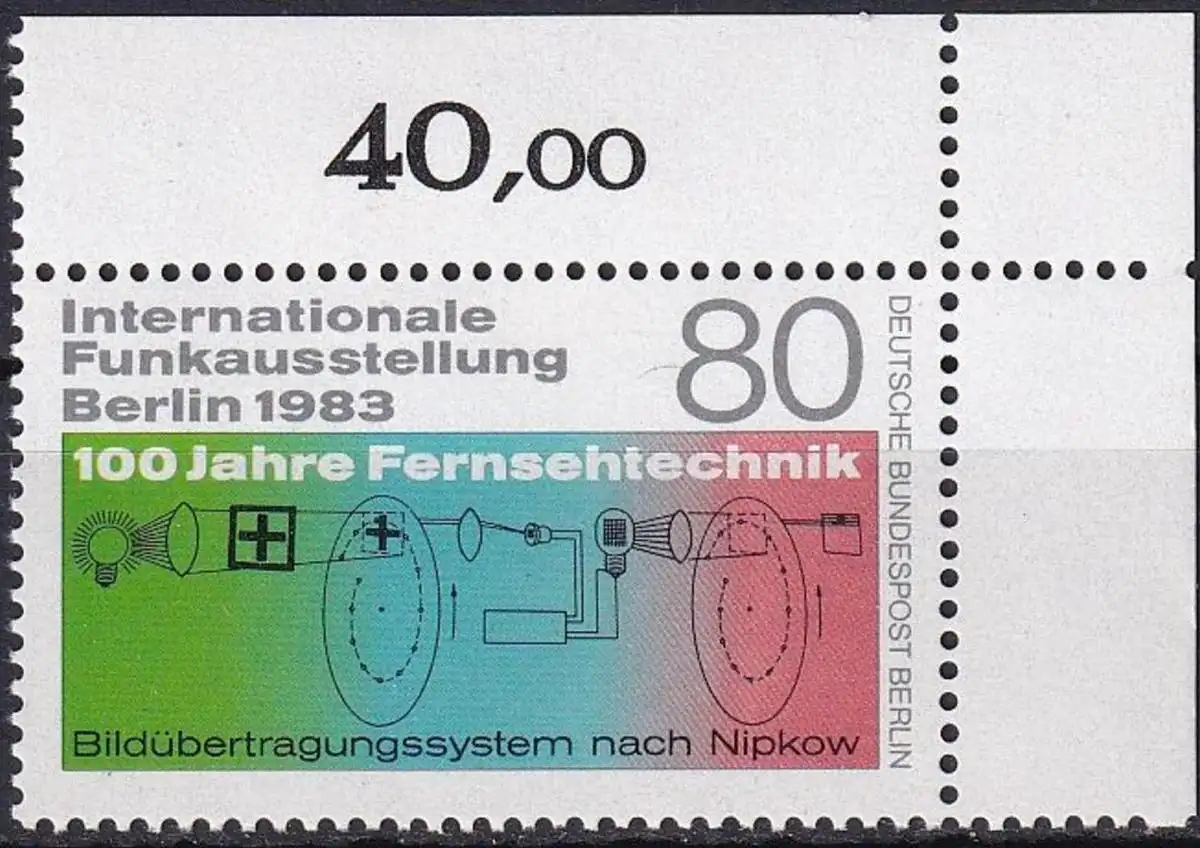 40,00
Internationale
Funkausstellung
Berlin 1983
80
DEUTSCHE BUNDESPOST BERLIN
100 Jahre Fernsehtechnik
Bildübertragungssystem nach Nipkow